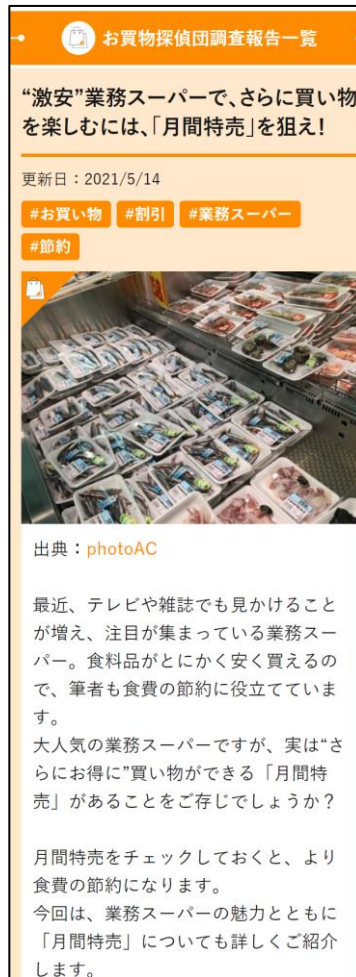 お買物探偵団調査報告一覧
“激安”業務スーパーで、さらに買い物
を楽しむには、「月間特売」を狙え！
更新日：2021/5/14
#お買い物 #割引 #業務スーパー
#節約
出典：photoAC
最近、テレビや雑誌でも見かけること
が増え、注目が集まっている業務スー
パー。食料品がとにかく安く買えるの
で、筆者も食費の節約に役立てていま
す。
大人気の業務スーパーですが、実は“さ
らにお得に”買い物ができる「月間特
売」があることをご存じでしょうか？
月間特売をチェックしておくと、より
食費の節約になります。
今回は、業務スーパーの魅力とともに
「月間特売」についても詳しくご紹介
します。